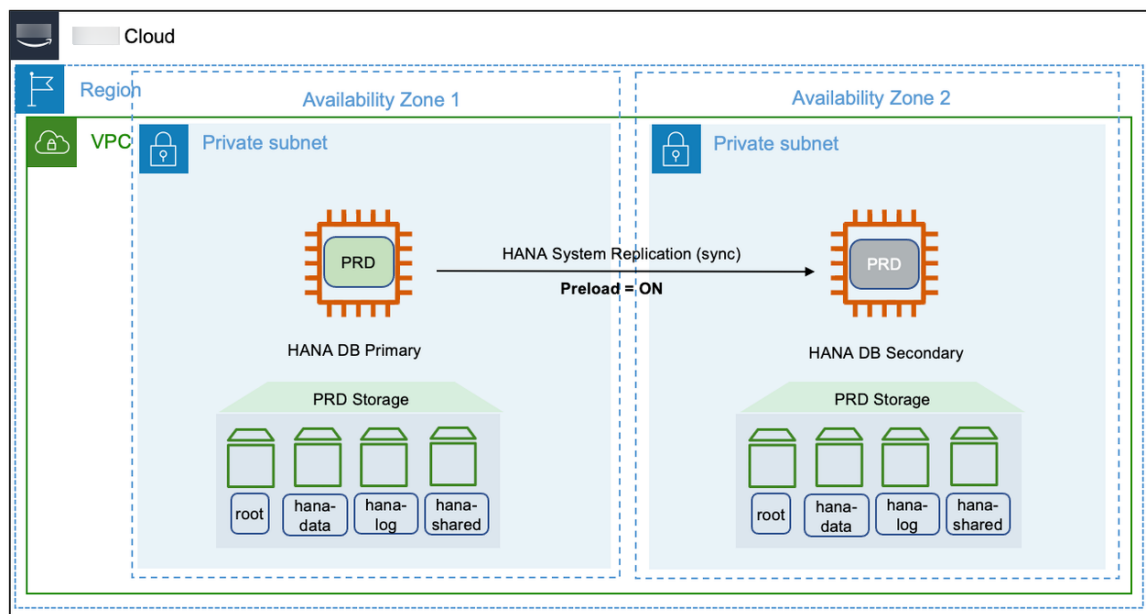 Cloud
Region
Availability Zone 1
Availability Zone 2
VPC
Private subnet
Private subnet
PRD
HANA System Replication (sync)
Preload = ON
PRD
HANA DB Primary
HANA DB Secondary
PRD Storage
PRD Storage
root
hana-
data
hana-
log
hana-
shared
root
hana-
data
hana-
log
hana-
shared